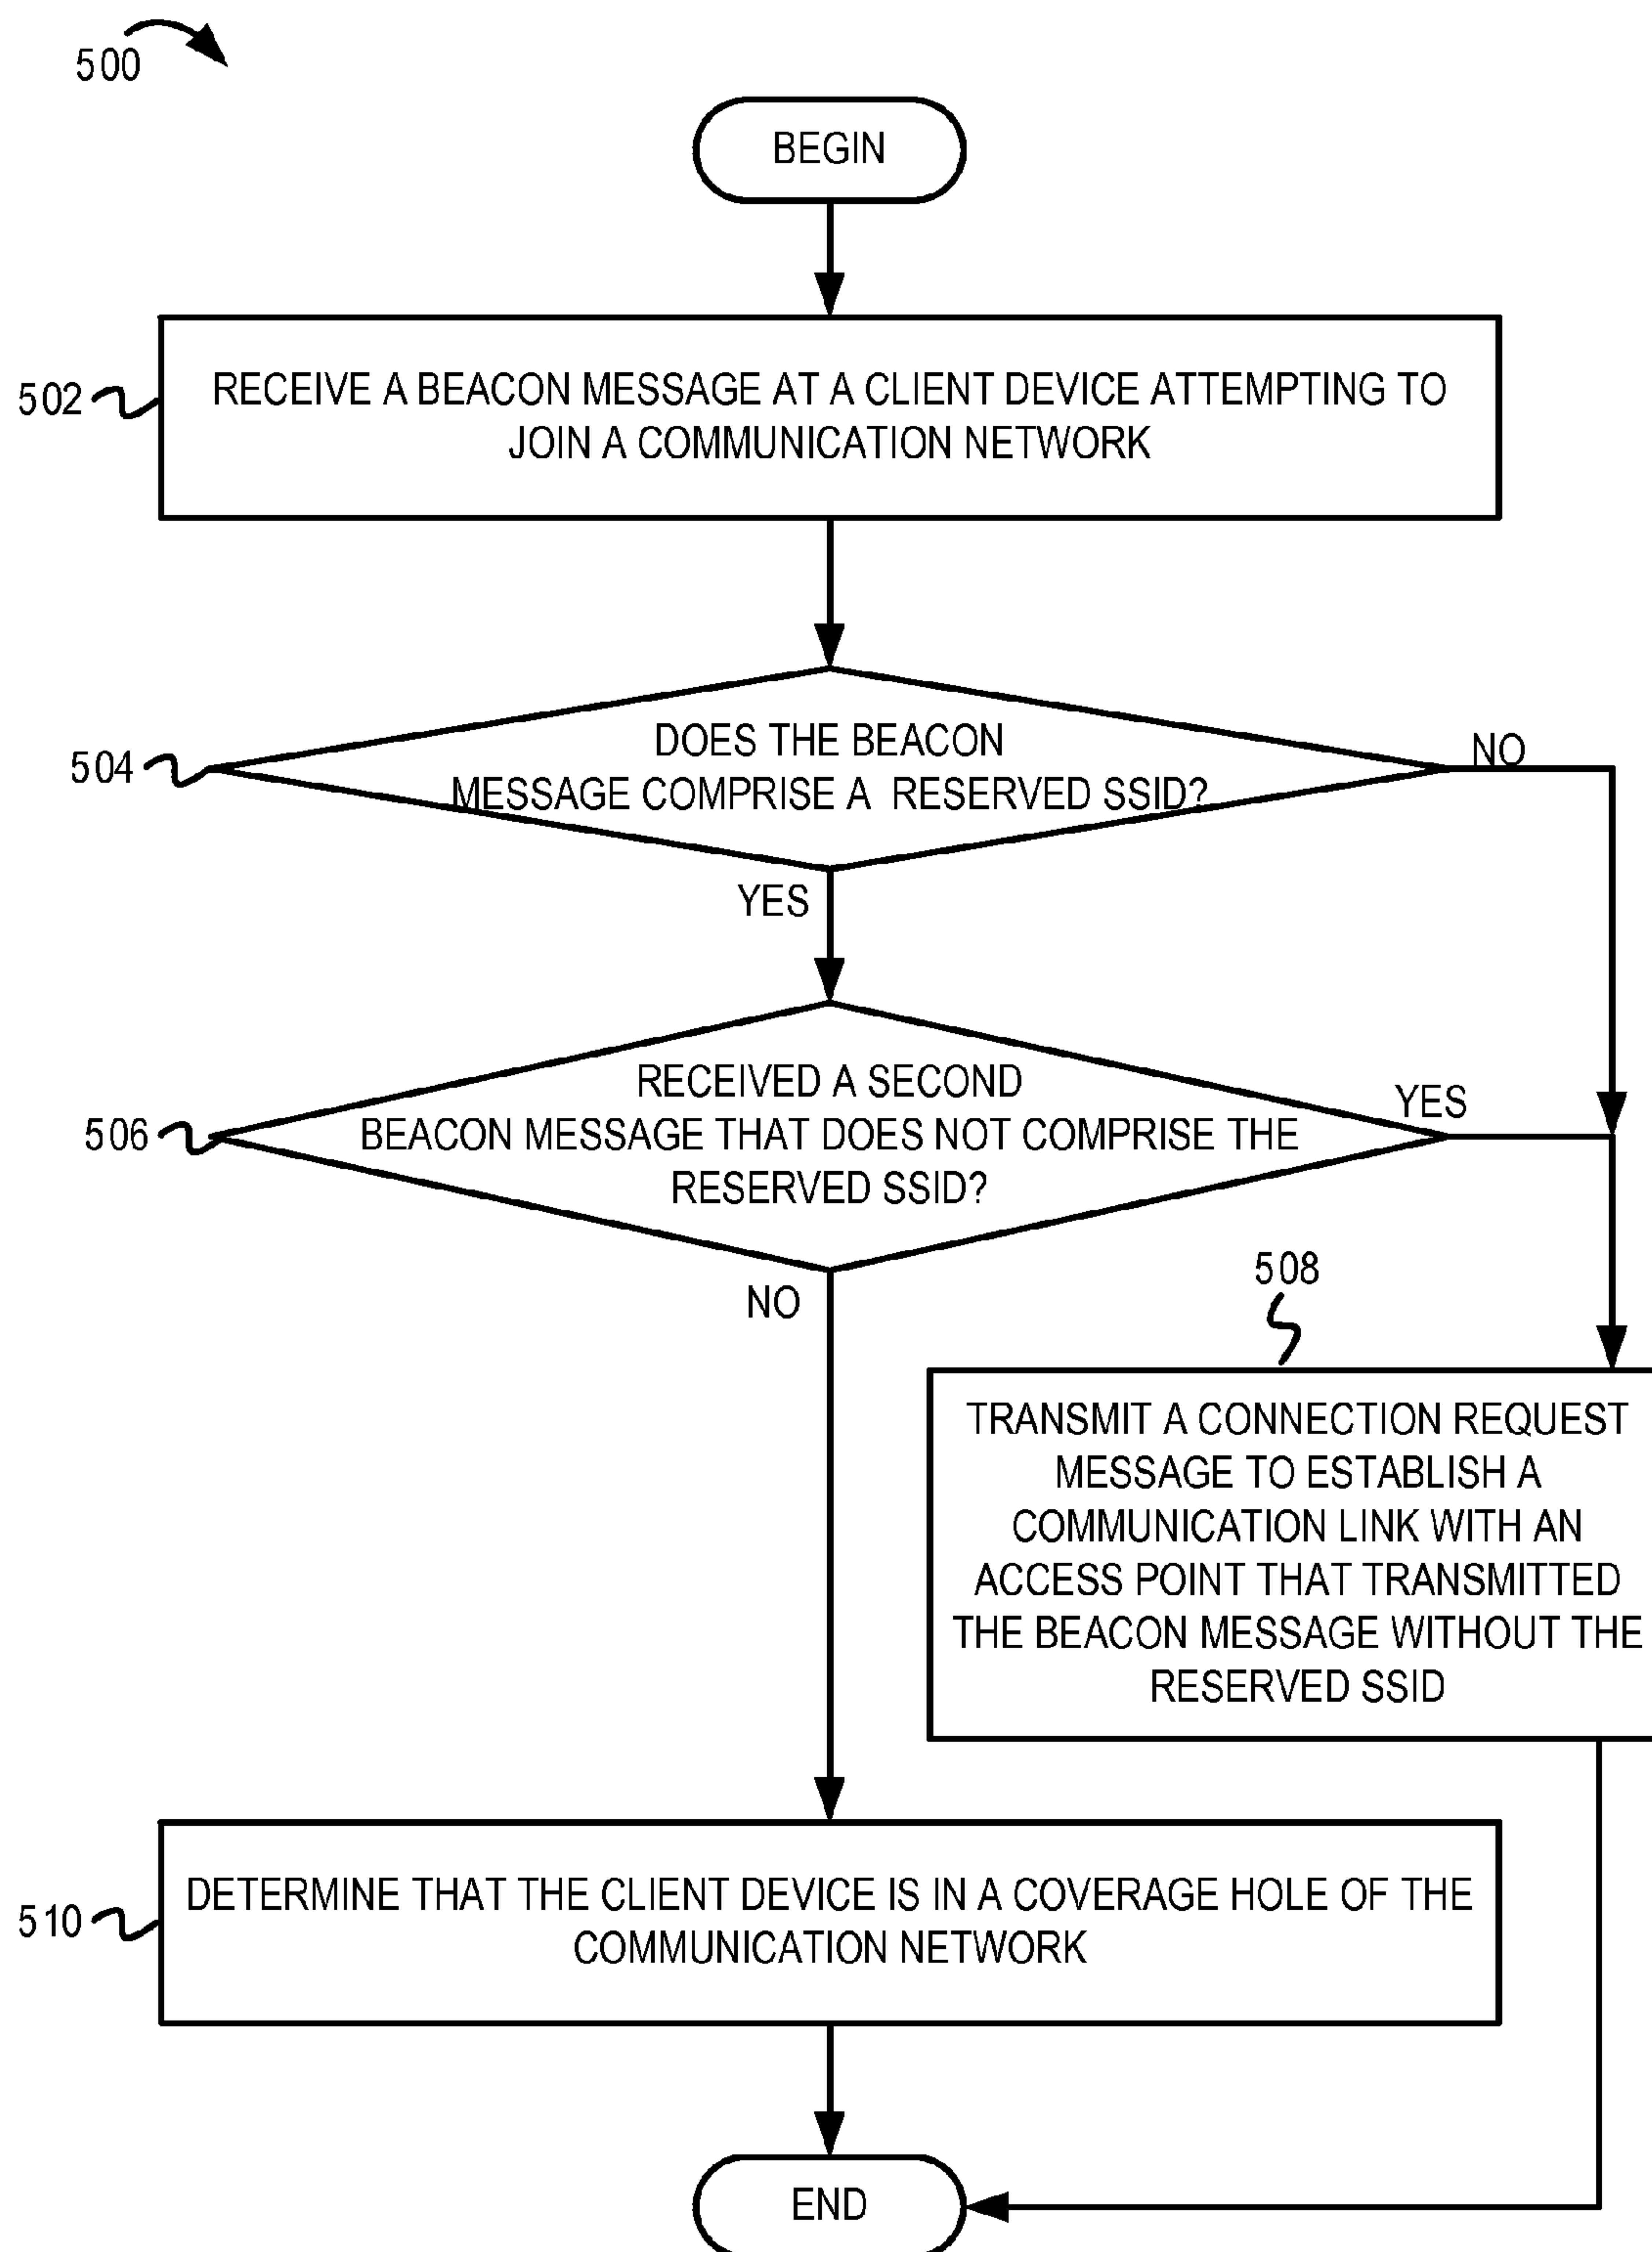 500
BEGIN
502
RECEIVE A BEACON MESSAGE AT A CLIENT DEVICE ATTEMPTING TO
JOIN A COMMUNICATION NETWORK
504
DOES THE BEACON
MESSAGE COMPRISE A RESERVED SSID?
NO
YES
506
RECEIVED A SECOND
BEACON MESSAGE THAT DOES NOT COMPRISE THE
RESERVED SSID?
YES
NO
508
TRANSMIT A CONNECTION REQUEST
MESSAGE TO ESTABLISH A
COMMUNICATION LINK WITH AN
ACCESS POINT THAT TRANSMITTED
THE BEACON MESSAGE WITHOUT THE
RESERVED SSID
510
DETERMINE THAT THE CLIENT DEVICE IS IN A COVERAGE HOLE OF THE
COMMUNICATION NETWORK
END